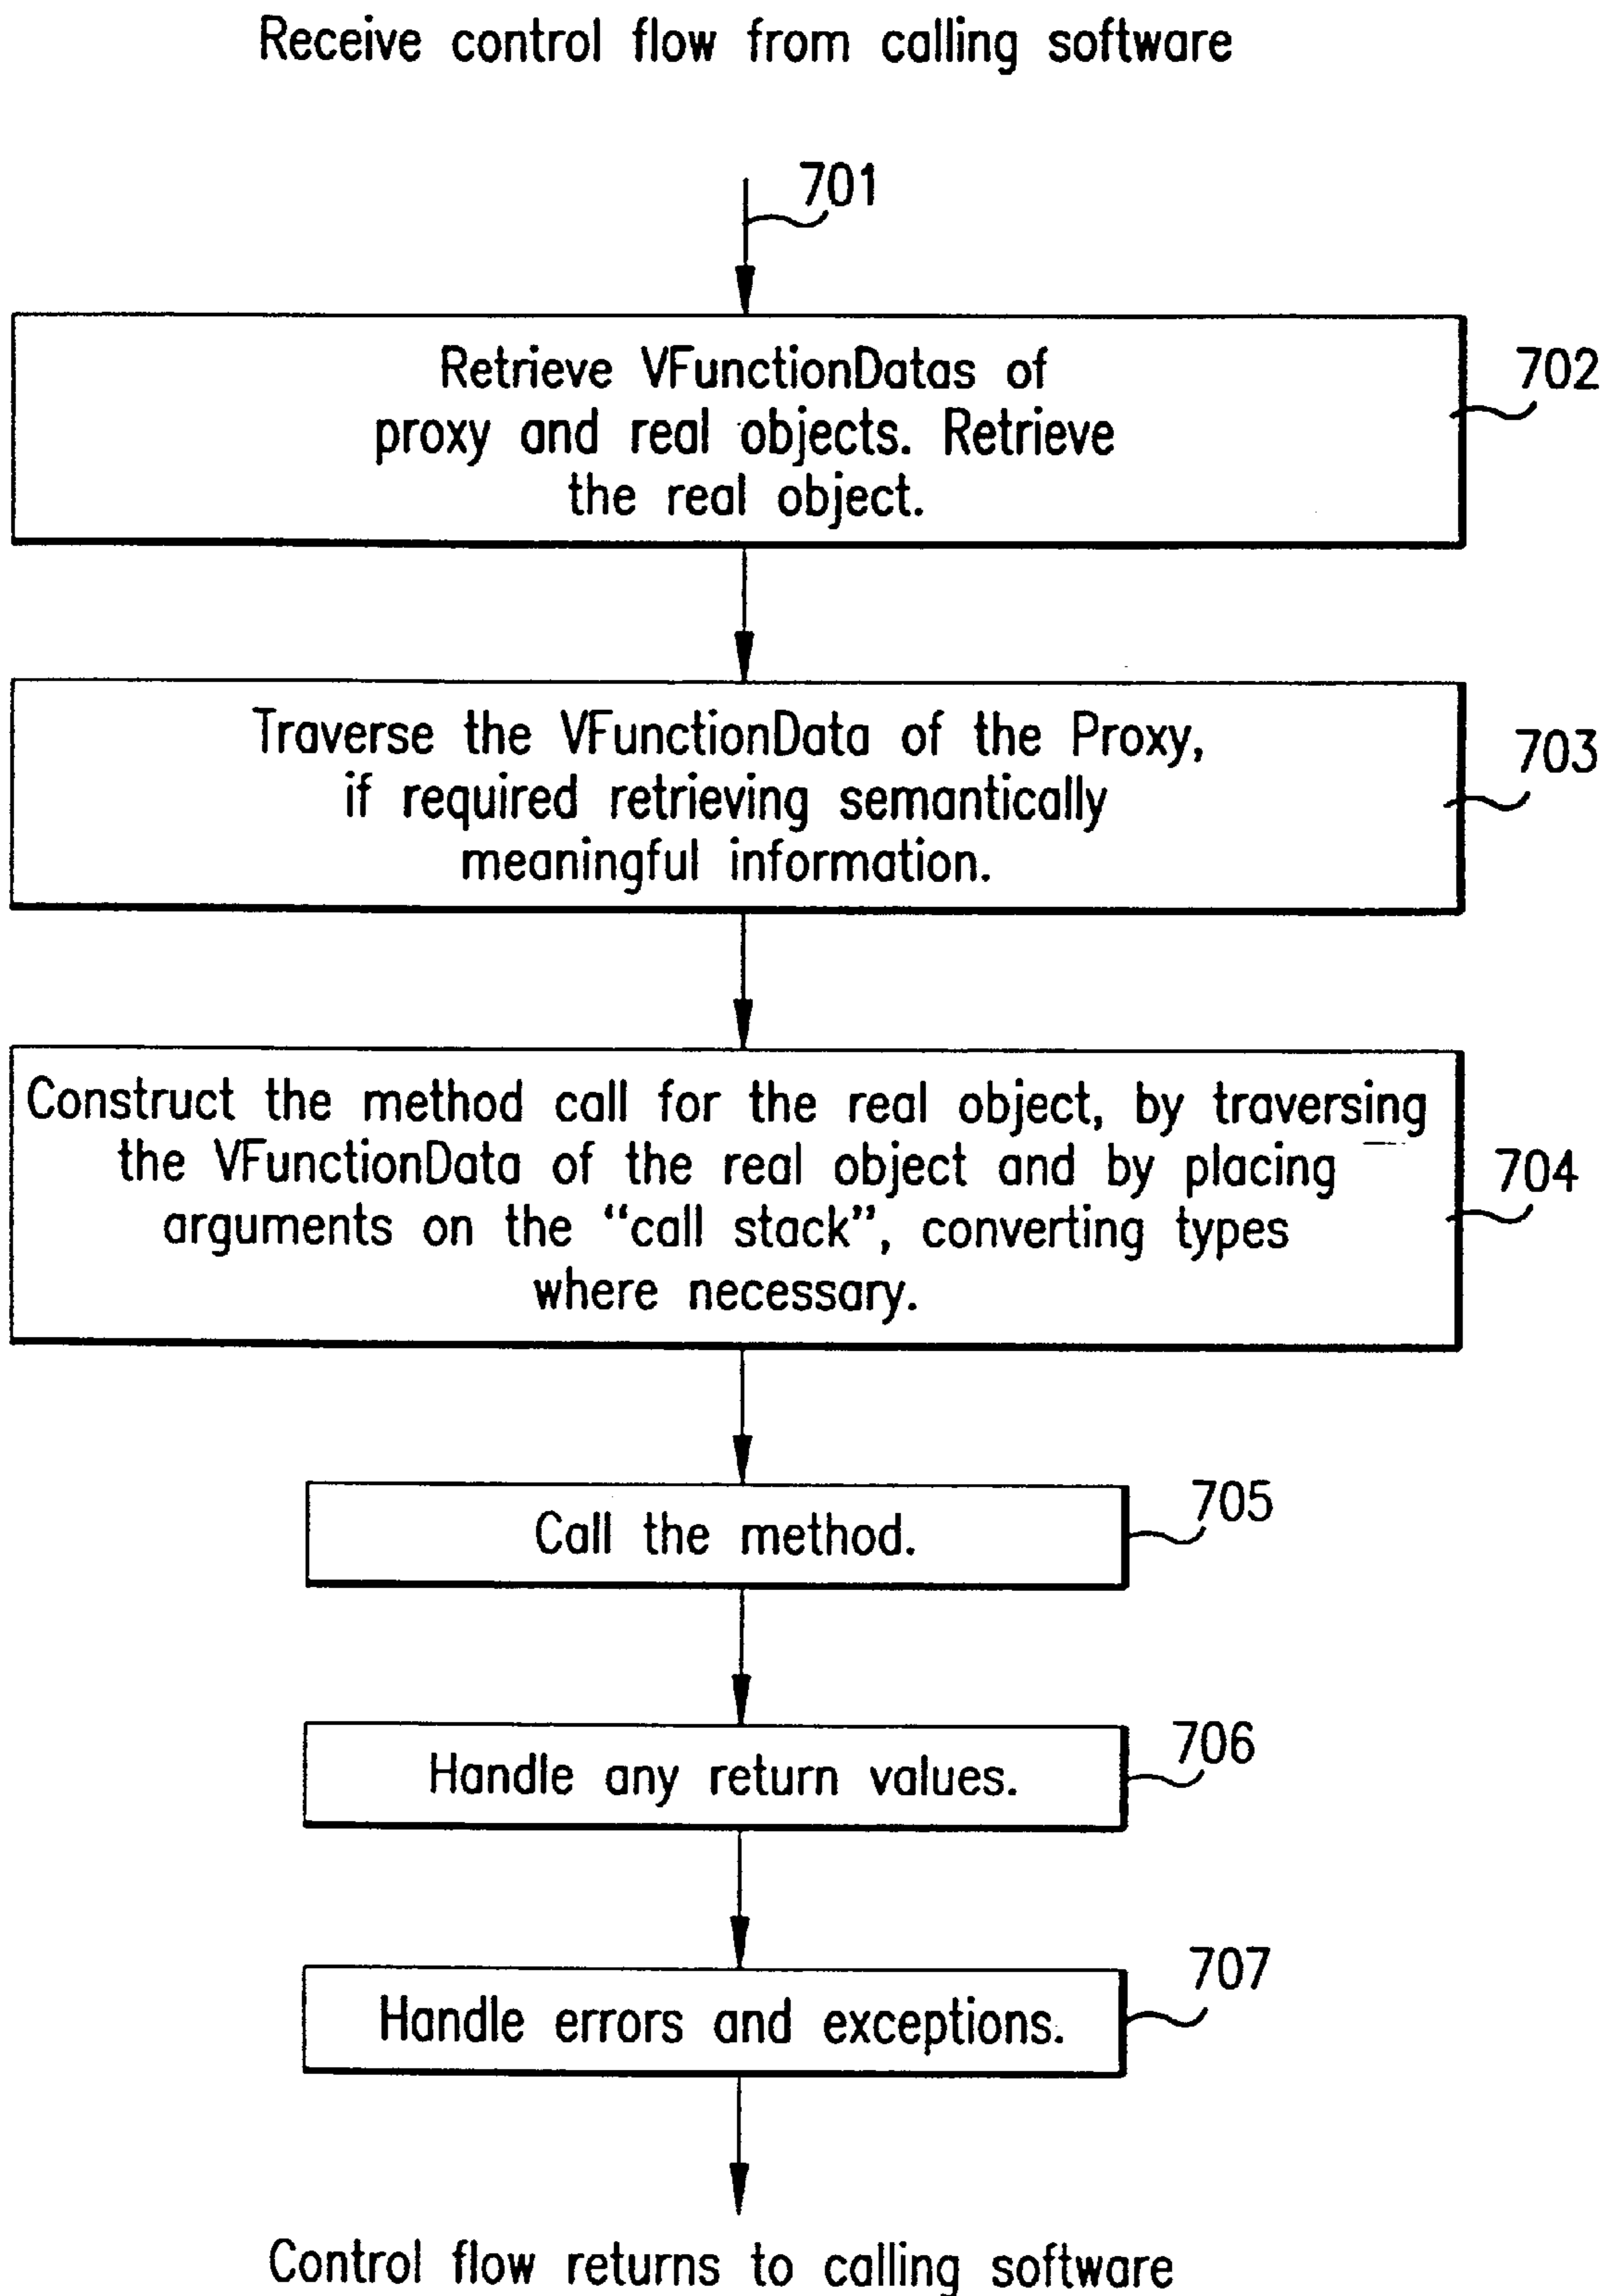 Receive control flow from calling software
701
Retrieve VFunctionDatas of
proxy and real objects. Retrieve
the real object.
702
Traverse the VFunctionData of the Proxy,
if required retrieving semantically
meaningful information.
703
Construct the method call for the real object, by traversing
the VFunctionData of the real object and by placing
arguments on the “call stack”, converting types
where necessary.
704
Call the method.
705
Handle any return values.
706
Handle errors and exceptions.
707
Control flow returns to calling software